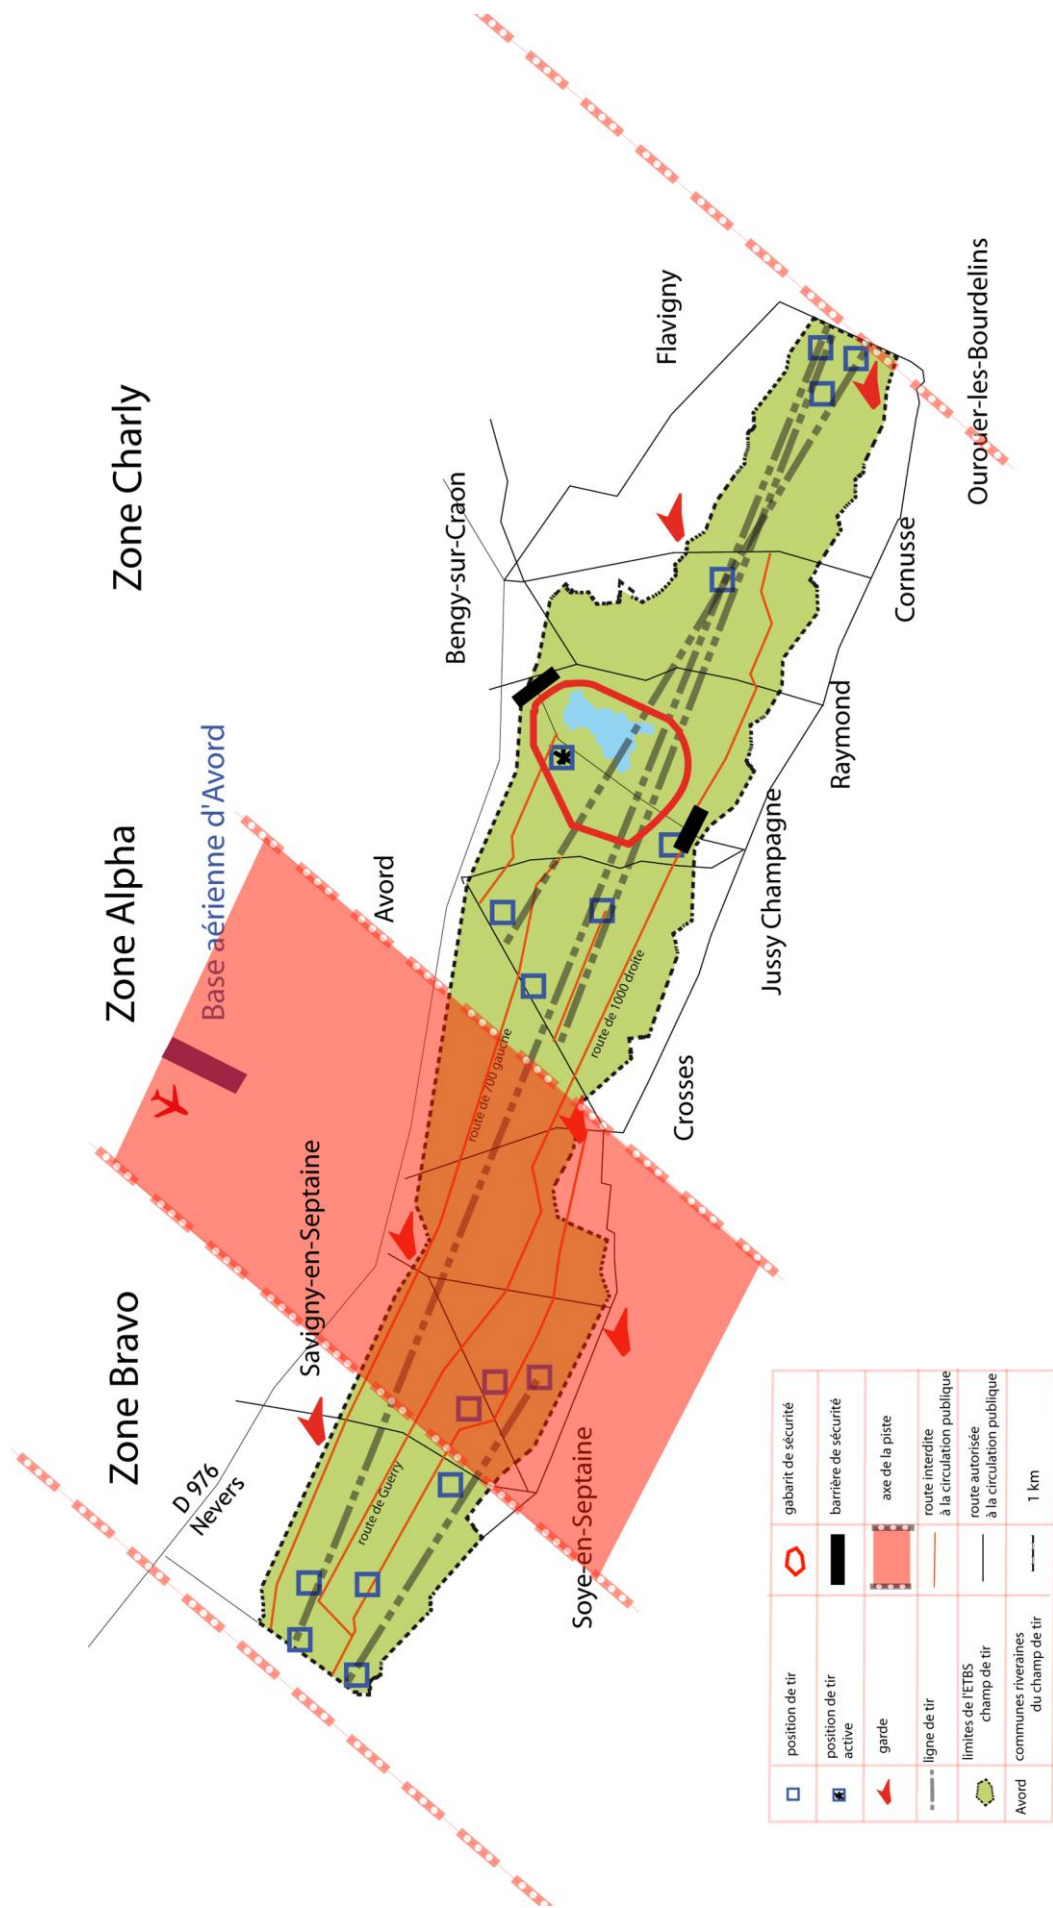 Zone Bravo
Zone Alpha
Zone Charly
D 976
Nevers
Savigny-en-Septaine
Base aérienne d'Avord
Avord
Bengy-sur-Craon
Flavigny
route de Guerry
route de 700 gauche
route de 1000 droite
Soye-en-Septaine
Crosses
Jussy Champagne
Raymond
Cornusse
Ourouer-les-Bourdelins
position de tir
gabarit de sécurité
position de tir
active
barrière de sécurité
garde
axe de la piste
ligne de tir
route interdite
à la circulation publique
limites de l'ETBS
champ de tir
route autorisée
à la circulation publique
Avord
communes riveraines
du champ de tir
1 km